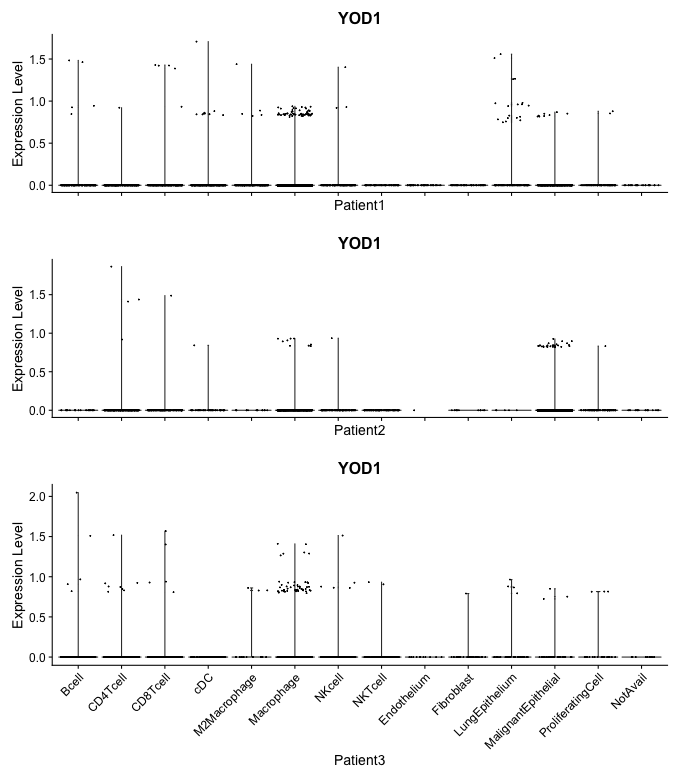 YOD1
Expression Level
1.5
1.0
0.5
0.0
Patient1
YOD1
Expression Level
1.5
1.0
0.5
0.0
Patient2
YOD1
Expression Level
2.0
1.5
1.0
0.5
0.0
Bcell
CD4Tcell
CD8Tcell
cDC
M2Macrophage
Macrophage
NKcell
NKTcell
Endothelium
Fibroblast
LungEpithelium
MalignantEpithelial
ProliferatingCell
NotAvail
Patient3